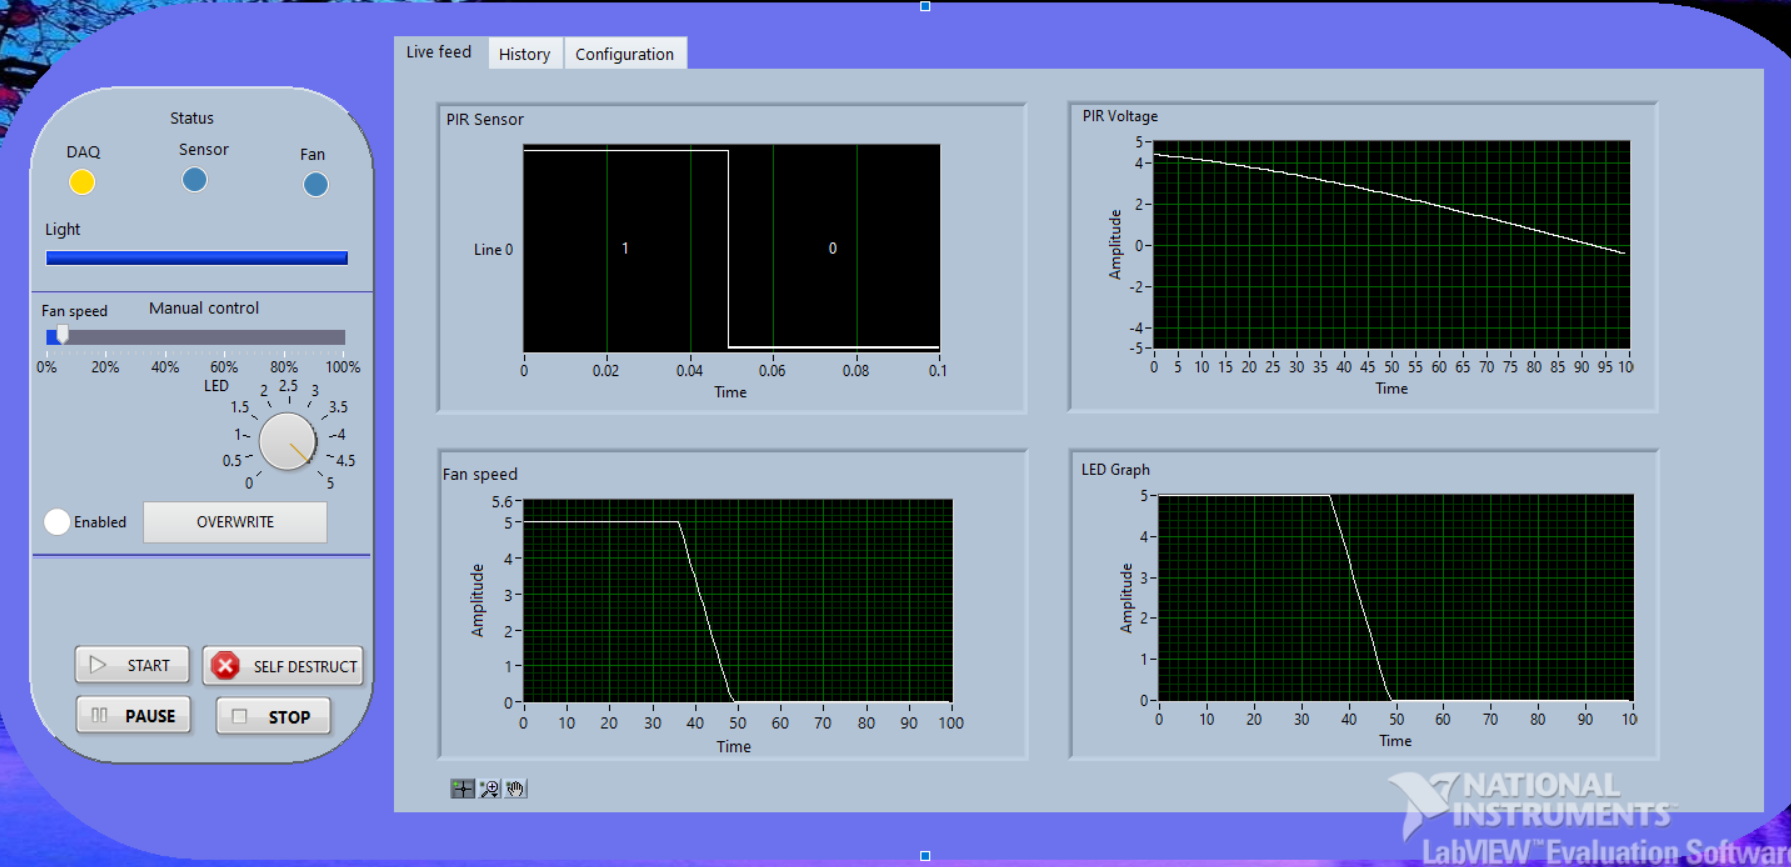 Live feed
History
Configuration
Status
DAQ
Sensor
Fan
Light
Fan speed
Manual control
0% 20% 40% 60% 80% 100%
LED
0 0.5 1 1.5 2 2.5 3 3.5 4 4.5 5
Enabled
OVERWRITE
START
SELF DESTRUCT
PAUSE
STOP
PIR Sensor
Line 0
1
0
0 0.02 0.04 0.06 0.08 0.1
Time
PIR Voltage
5
4
2
0
-2
-4
-5
Amplitude
0 5 10 15 20 25 30 35 40 45 50 55 60 65 70 75 80 85 90 95 10
Time
Fan speed
5.6
5
4
3
2
1
0
Amplitude
0 10 20 30 40 50 60 70 80 90 100
Time
LED Graph
5
4
3
2
1
0
Amplitude
0 10 20 30 40 50 60 70 80 90 10
Time
NATIONAL
INSTRUMENTS™
LabVIEW™ Evaluation Softwar